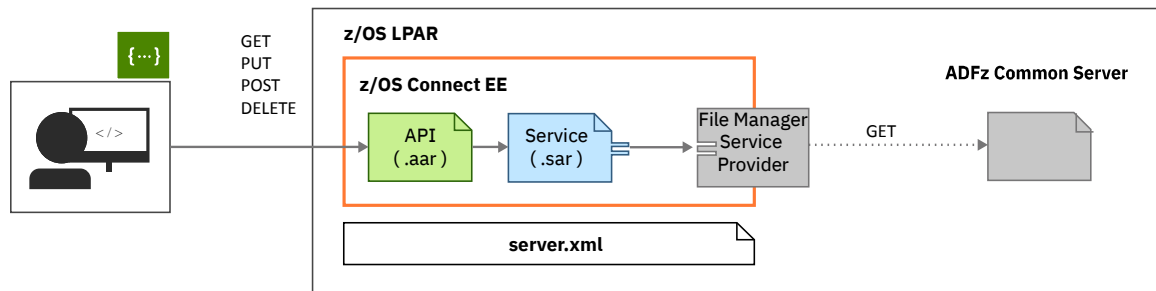 {···}
GET
PUT
POST
DELETE
</>
z/OS LPAR
z/OS Connect EE
API
( .aar )
Service
( .sar )
File Manager
Service
Provider
GET
ADFz Common Server
server.xml